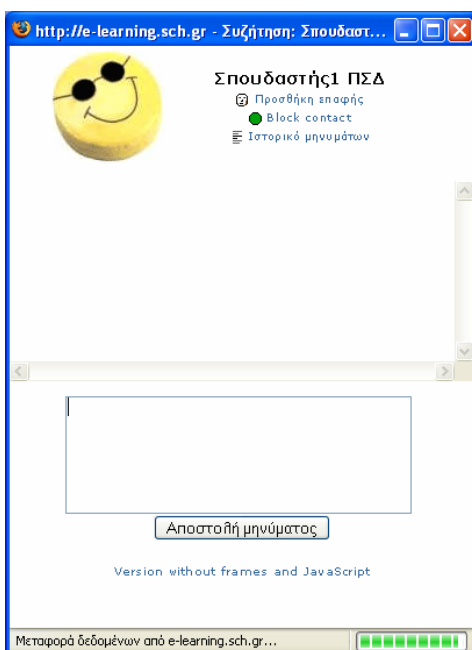 http://e-learning.sch.gr - Συζήτηση: Σπουδαστ...
Σπουδαστής1 ΠΣΔ
Προσθήκη επαφής
Block contact
Ιστορικό μηνυμάτων
Αποστολή μηνύματος
Version without frames and JavaScript
Μεταφορά δεδομένων από e-learning.sch.gr...